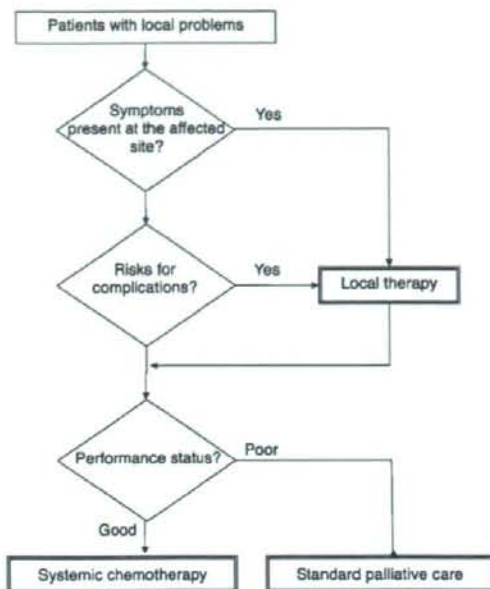 Patients with local problems
Symptoms
present at the affected
site?
Yes
Risks for
complications?
Yes
Local therapy
Performance status?
Poor
Good
Systemic chemotherapy
Standard palliative care